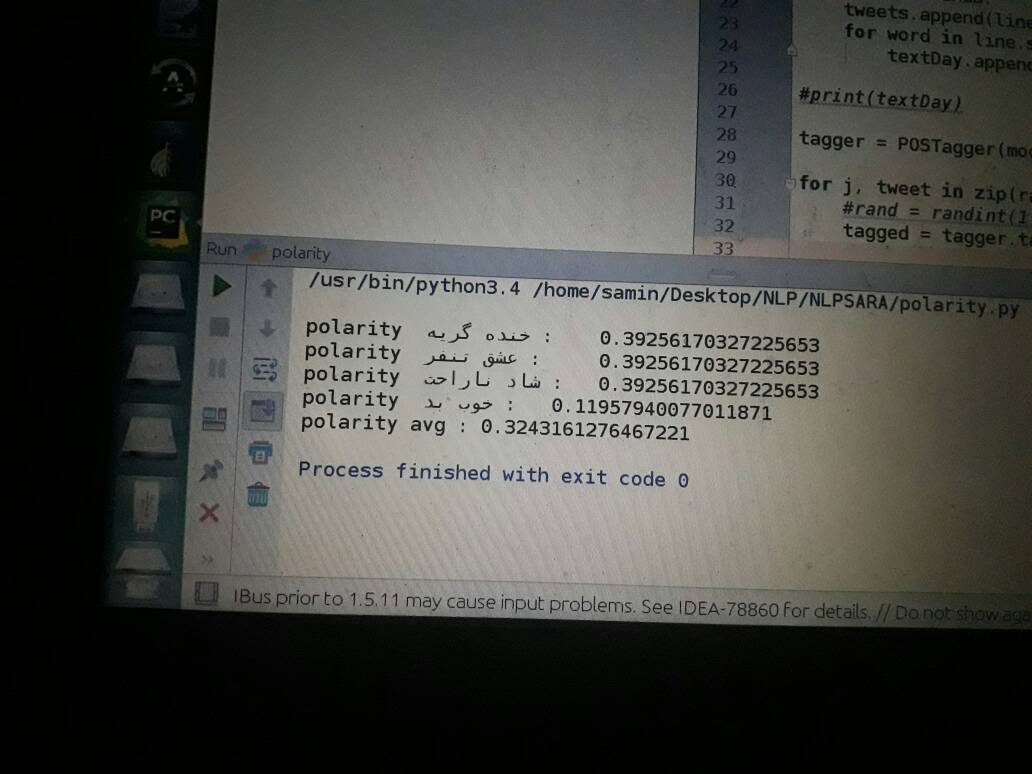 22
23 tweets.append(line
24 for word in line.s
25 textDay.append
26
27 #print(textDay)
28
29 tagger = POSTagger(mod
30
31 for j, tweet in zip(ra
32 #rand = randint(1
33 tagged = tagger.ta
PC
Run polarity
/usr/bin/python3.4 /home/samin/Desktop/NLP/NLPSARA/polarity.py
polarity خنده گریه : 0.39256170327225653
polarity عشق تنفر : 0.39256170327225653
polarity شاد ناراحت : 0.39256170327225653
polarity خوب بد : 0.11957940077011871
polarity avg : 0.3243161276467221
Process finished with exit code 0
IBus prior to 1.5.11 may cause input problems. See IDEA-78860 for details. // Do not show aga